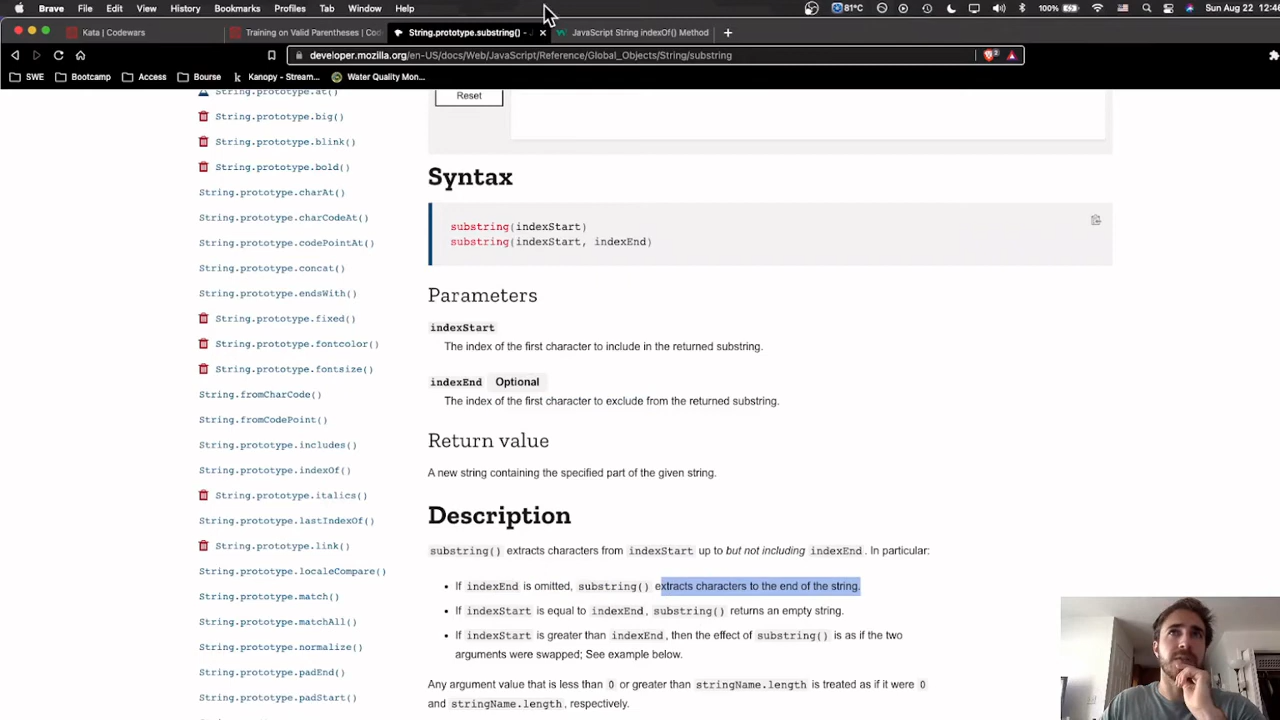 Brave File Edit View History Bookmarks Profiles Tab Window Help 81°C 100% Sun Aug 22 12:46
Kata | Codewars
Training on Valid Parentheses | Co
String.prototype.substring() -
JavaScript String indexOf() Method
developer.mozilla.org/en-US/docs/Web/JavaScript/Reference/Global_Objects/String/substring
SWE Bootcamp Access Bourse Kanopy - Stream... Water Quality Mon...
String.prototype.at()
String.prototype.big()
String.prototype.blink()
String.prototype.bold()
String.prototype.charAt()
String.prototype.charCodeAt()
String.prototype.codePointAt()
String.prototype.concat()
String.prototype.endsWith()
String.prototype.fixed()
String.prototype.fontcolor()
String.prototype.fontsize()
String.fromCharCode()
String.fromCodePoint()
String.prototype.includes()
String.prototype.indexOf()
String.prototype.italics()
String.prototype.lastIndexOf()
String.prototype.link()
String.prototype.localeCompare()
String.prototype.match()
String.prototype.matchAll()
String.prototype.normalize()
String.prototype.padEnd()
String.prototype.padStart()
Reset
Syntax
substring(indexStart)
substring(indexStart, indexEnd)
Parameters
indexStart
The index of the first character to include in the returned substring.
indexEnd Optional
The index of the first character to exclude from the returned substring.
Return value
A new string containing the specified part of the given string.
Description
substring() extracts characters from indexStart up to but not including indexEnd. In particular:
• If indexEnd is omitted, substring() extracts characters to the end of the string.
• If indexStart is equal to indexEnd, substring() returns an empty string.
• If indexStart is greater than indexEnd, then the effect of substring() is as if the two
arguments were swapped; See example below.
Any argument value that is less than 0 or greater than stringName.length is treated as if it were 0
and stringName.length, respectively.